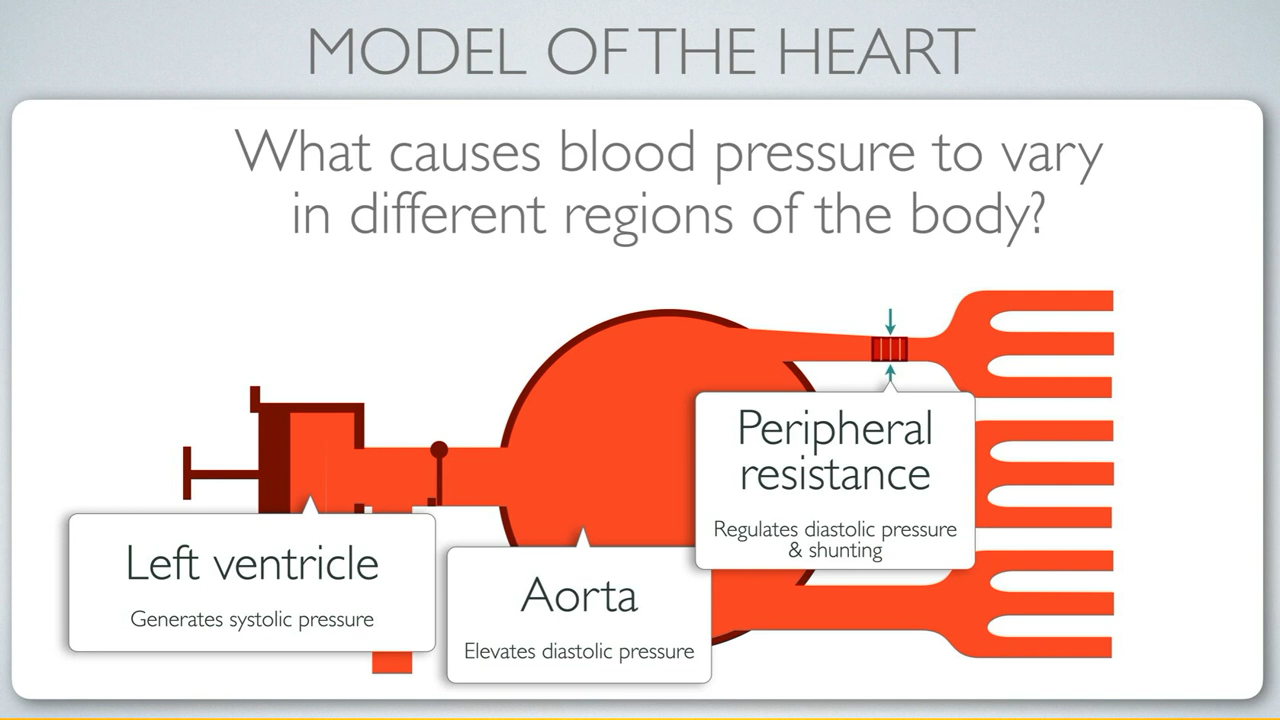 MODEL OF THE HEART
What causes blood pressure to vary
in different regions of the body?
Peripheral
resistance
Regulates diastolic pressure
& shunting
Left ventricle
Generates systolic pressure
Aorta
Elevates diastolic pressure